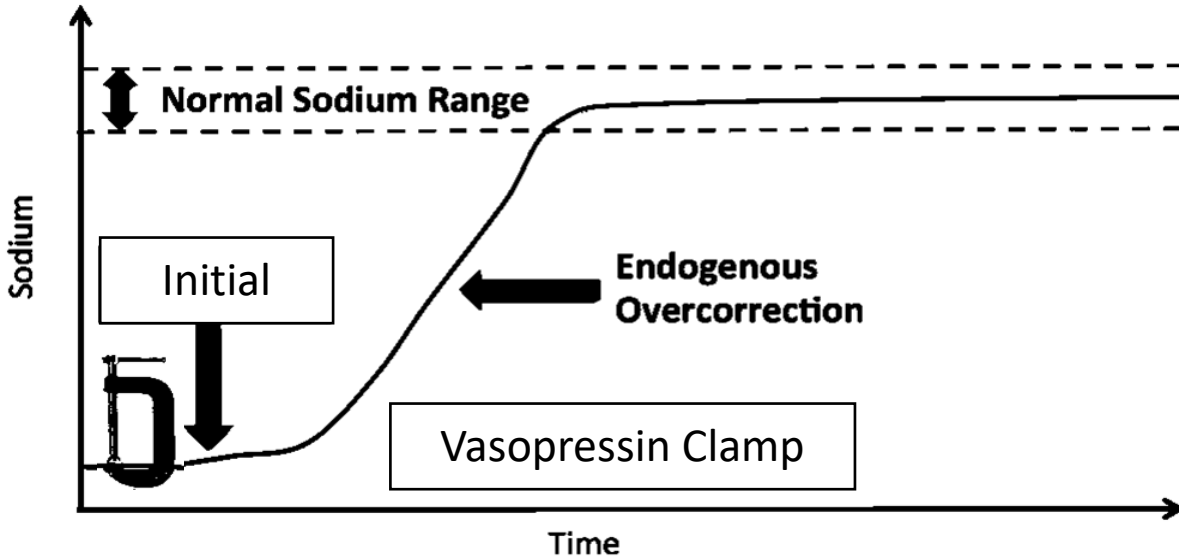 Normal Sodium Range
Sodium
Initial
Endogenous
Overcorrection
Vasopressin Clamp
Time